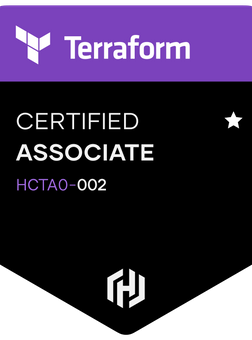 Terraform
CERTIFIED
ASSOCIATE
HCTA0-002